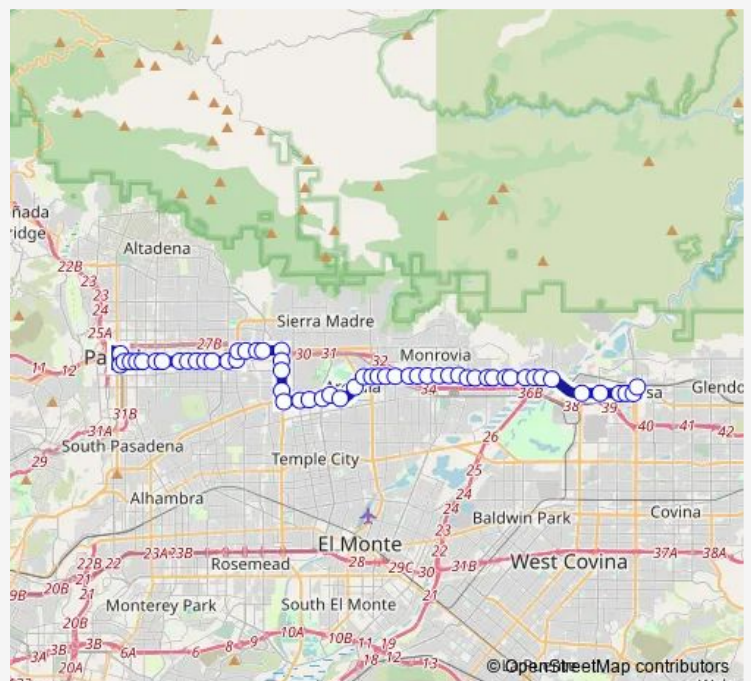 ñada
ridge
Altadena
22B
23
24
23
24
25A
Sierra Madre
27B
30
31
32
Pa
11
12
Monrovia
Glendo
34
36B
38
39
sa
40
41
42
31B
31A
29
South Pasadena
26
25
24
24
23
22
Temple City
Alhambra
Baldwin Park
Covina
El Monte
23A
23B
22B
22
21
21
20B
9B
Rosemead
28
29C
30
31B
37A
38A
West Covina
21
Monterey Park
South El Monte
20B
3A
3B
3B
6
8
9
10A
10B
11
19
18
12
13
20A
© OpenStreetMap contributors